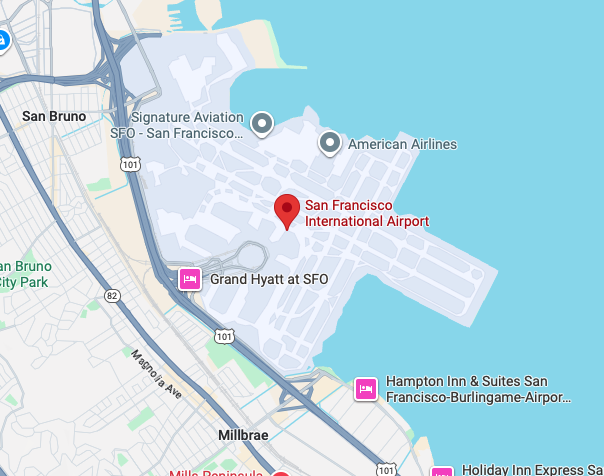 San Bruno
Signature Aviation
SFO - San Francisco...
American Airlines
101
San Francisco
International Airport
an Bruno
City Park
Grand Hyatt at SFO
82
101
Magnolia Ave
Hampton Inn & Suites San
Francisco-Burlingame-Airpor...
Millbrae
101
Holiday Inn Express Sa
Mills Peninsula